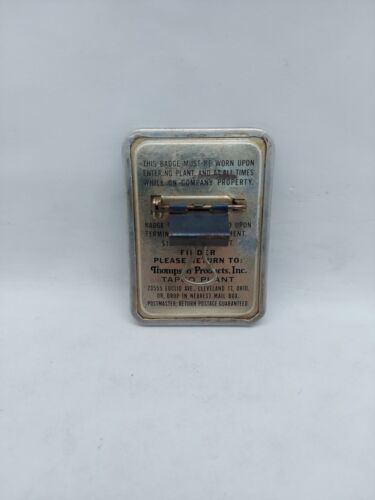 THIS BADGE MUST BE WORN UPON
ENTERING PLANT, AND AT ALL TIMES
WHILE ON COMPANY PROPERTY.
BADGE UPON
FINDER
PLEASE RETURN TO:
Thompson Products, Inc.
TAPCO PLANT
23555 EUCLID AVE., CLEVELAND 17, OHIO,
OR, DROP IN NEAREST MAIL BOX.
POSTMASTER: RETURN POSTAGE GUARANTEED.